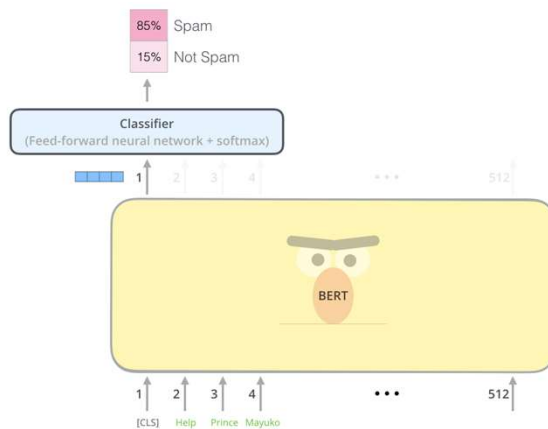 85% Spam
15% Not Spam
Classifier
(Feed-forward neural network + softmax)
1 2 3 4 ••• 512
BERT
1 2 3 4 ••• 512
[CLS] Help Prince Mayuko